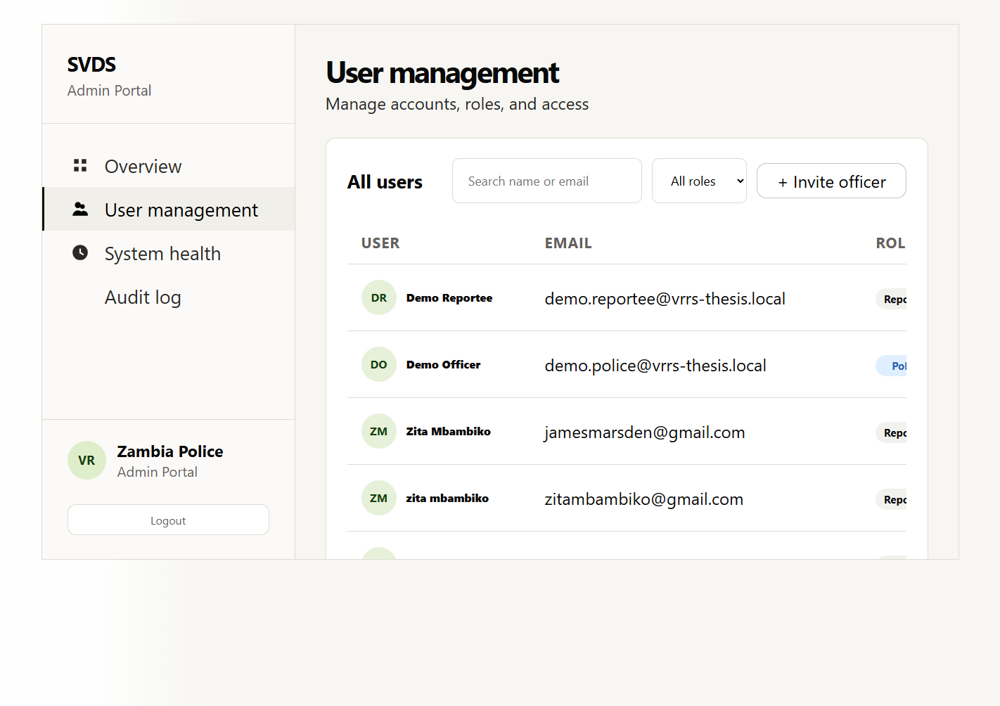 SVDS
Admin Portal
Overview
User management
System health
Audit log
VR
Zambia Police
Admin Portal
Logout
User management
Manage accounts, roles, and access
All users
Search name or email
All roles
+ Invite officer
USER EMAIL ROL
DR Demo Reportee demo.reportee@vrrs-thesis.local Repo
DO Demo Officer demo.police@vrrs-thesis.local Pol
ZM Zita Mbambiko jamesmarsden@gmail.com Repo
ZM zita mbambiko zitambambiko@gmail.com Repo